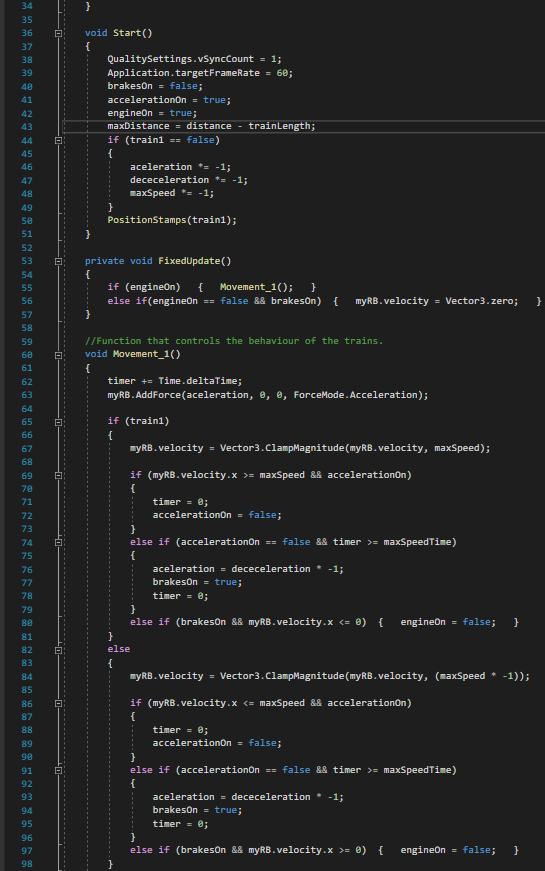 34 }
35
36 void Start()
37 {
38 QualitySettings.vSyncCount = 1;
39 Application.targetFrameRate = 60;
40 brakesOn = false;
41 accelerationOn = true;
42 engineOn = true;
43 maxDistance = distance - trainLength;
44 if (train1 == false)
45 {
46 aceleration *= -1;
47 dececeleration *= -1;
48 maxSpeed *= -1;
49 }
50 PositionStamps(train1);
51 }
52
53 private void FixedUpdate()
54 {
55 if (engineOn) { Movement_1(); }
56 else if(engineOn == false && brakesOn) { myRB.velocity = Vector3.zero; }
57 }
58
59 //Function that controls the behaviour of the trains.
60 void Movement_1()
61 {
62 timer += Time.deltaTime;
63 myRB.AddForce(aceleration, 0, 0, ForceMode.Acceleration);
64
65 if (train1)
66 {
67 myRB.velocity = Vector3.ClampMagnitude(myRB.velocity, maxSpeed);
68
69 if (myRB.velocity.x >= maxSpeed && accelerationOn)
70 {
71 timer = 0;
72 accelerationOn = false;
73 }
74 else if (accelerationOn == false && timer >= maxSpeedTime)
75 {
76 aceleration = dececeleration * -1;
77 brakesOn = true;
78 timer = 0;
79 }
80 else if (brakesOn && myRB.velocity.x <= 0) { engineOn = false; }
81 }
82 else
83 {
84 myRB.velocity = Vector3.ClampMagnitude(myRB.velocity, (maxSpeed * -1));
85
86 if (myRB.velocity.x <= maxSpeed && accelerationOn)
87 {
88 timer = 0;
89 accelerationOn = false;
90 }
91 else if (accelerationOn == false && timer >= maxSpeedTime)
92 {
93 aceleration = dececeleration * -1;
94 brakesOn = true;
95 timer = 0;
96 }
97 else if (brakesOn && myRB.velocity.x >= 0) { engineOn = false; }
98 }